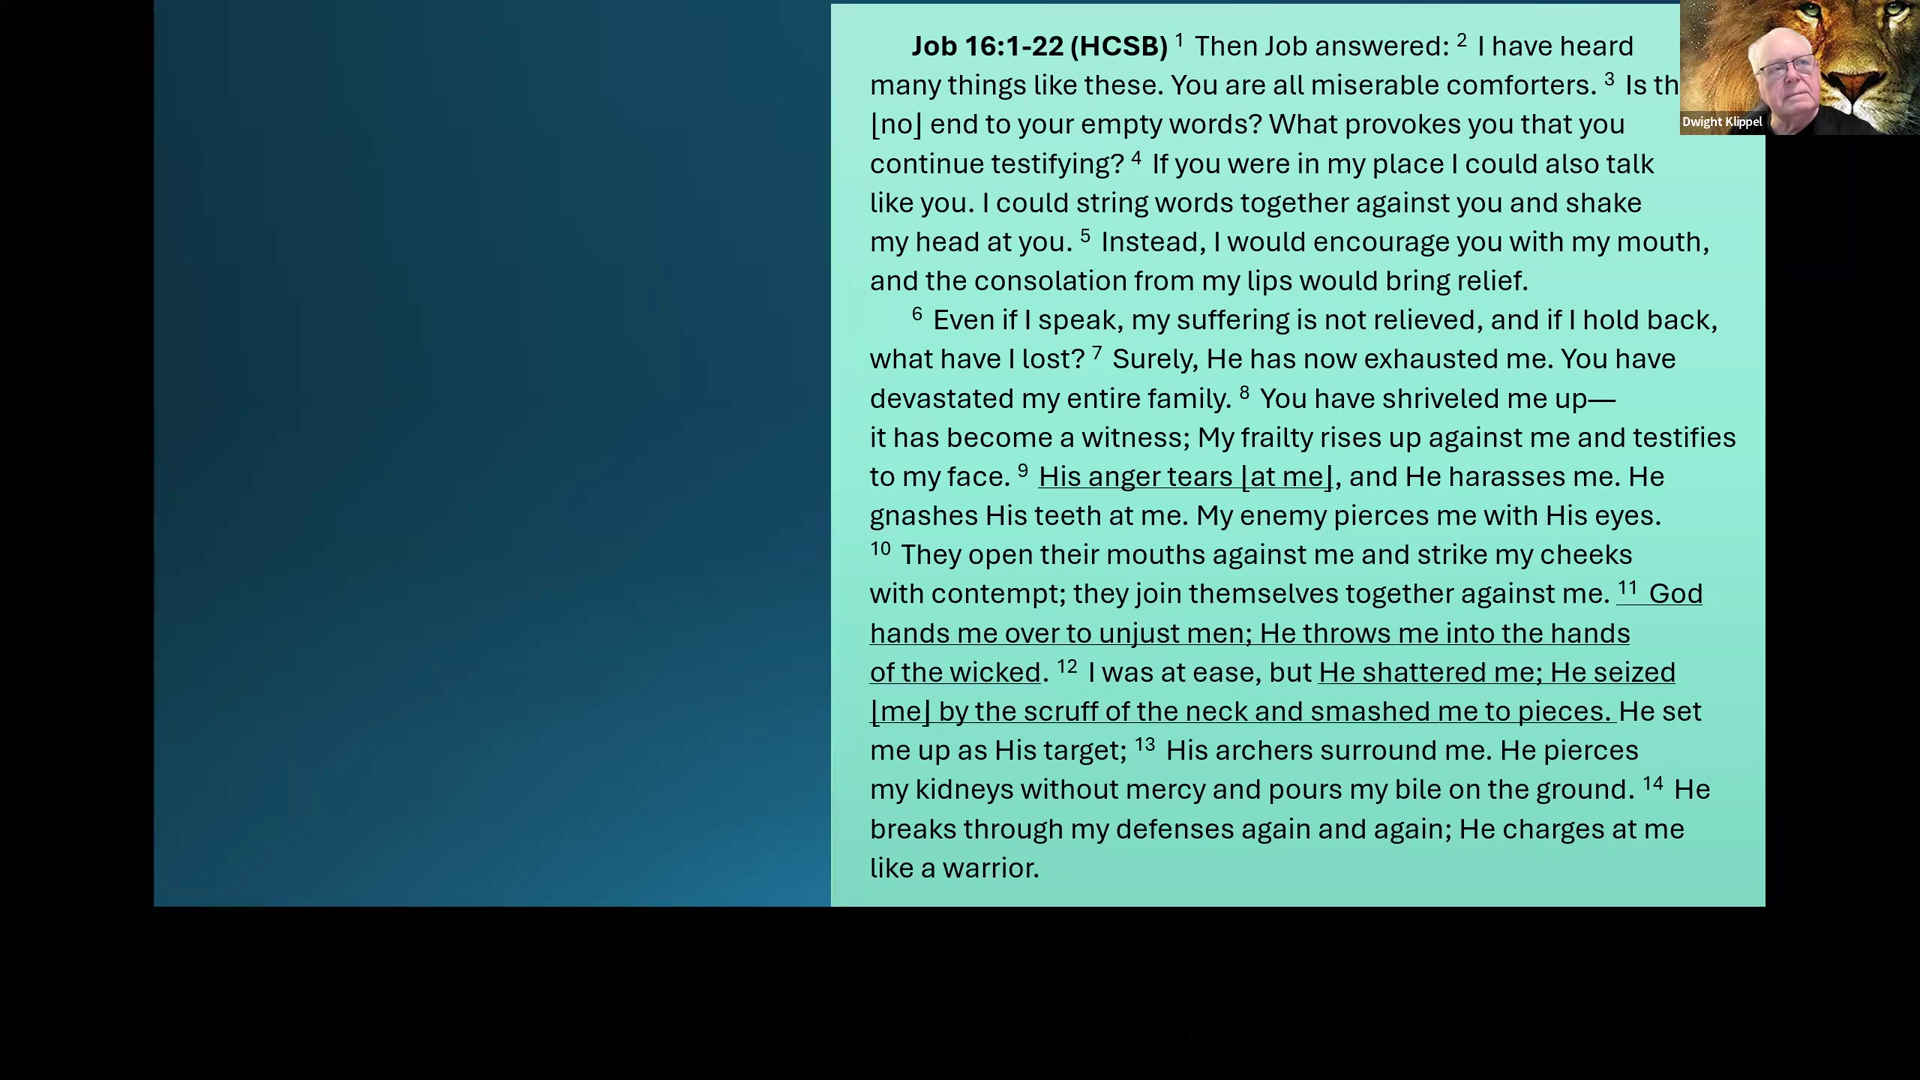 Job 16:1-22 (HCSB) 1 Then Job answered: 2 I have heard
many things like these. You are all miserable comforters. 3 Is th
⌊no⌋ end to your empty words? What provokes you that you
continue testifying? 4 If you were in my place I could also talk
like you. I could string words together against you and shake
my head at you. 5 Instead, I would encourage you with my mouth,
and the consolation from my lips would bring relief.
6 Even if I speak, my suffering is not relieved, and if I hold back,
what have I lost? 7 Surely, He has now exhausted me. You have
devastated my entire family. 8 You have shriveled me up—
it has become a witness; My frailty rises up against me and testifies
to my face. 9 His anger tears ⌊at me⌋, and He harasses me. He
gnashes His teeth at me. My enemy pierces me with His eyes.
10 They open their mouths against me and strike my cheeks
with contempt; they join themselves together against me. 11 God
hands me over to unjust men; He throws me into the hands
of the wicked. 12 I was at ease, but He shattered me; He seized
⌊me⌋ by the scruff of the neck and smashed me to pieces. He set
me up as His target; 13 His archers surround me. He pierces
my kidneys without mercy and pours my bile on the ground. 14 He
breaks through my defenses again and again; He charges at me
like a warrior.
Dwight Klippel